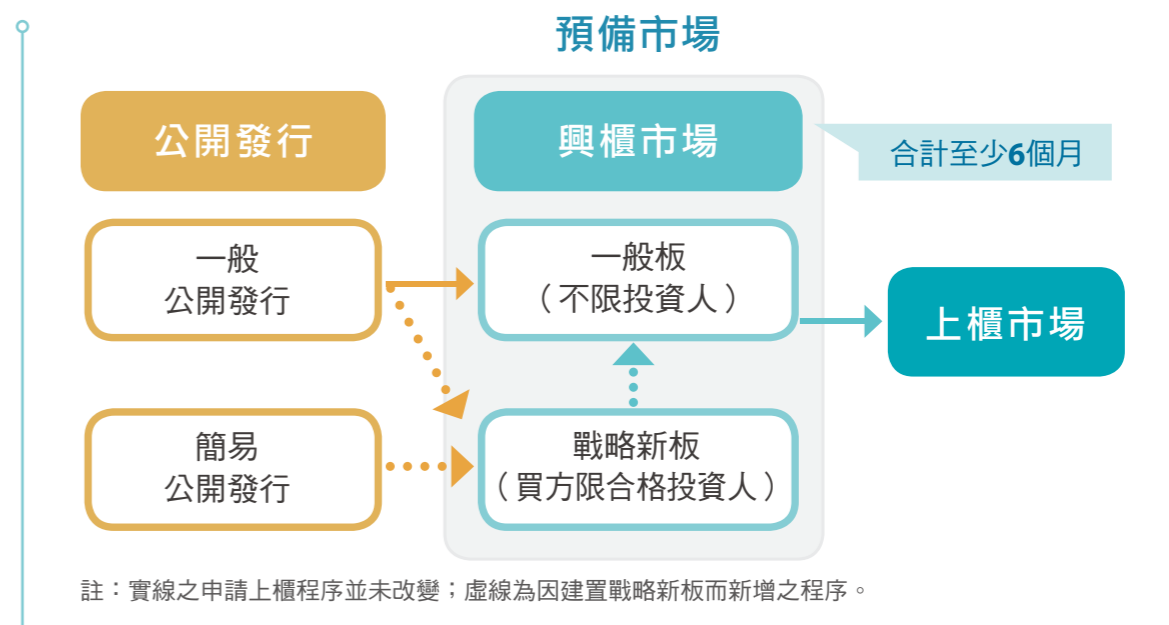 預備市場
公開發行
興櫃市場
合計至少6個月
一般
公開發行
一般板
（不限投資人）
上櫃市場
簡易
公開發行
戰略新板
（買方限合格投資人）
註：實線之申請上櫃程序並未改變；虛線為因建置戰略新板而新增之程序。